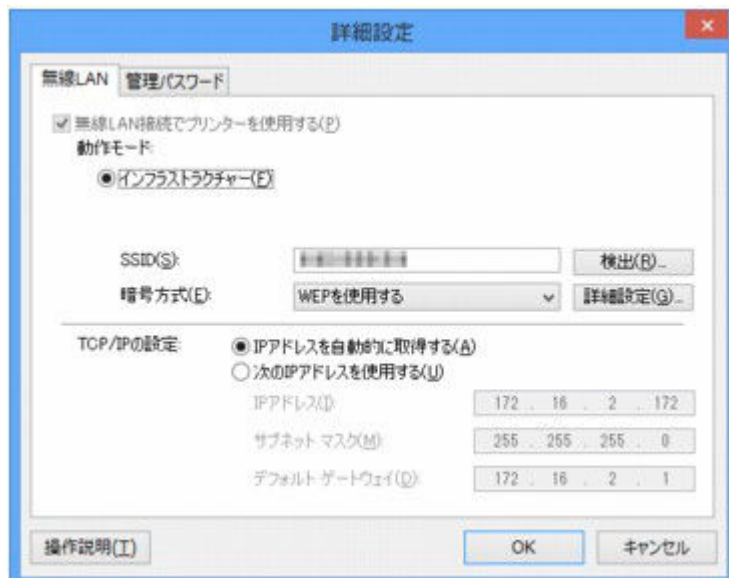 詳細設定
無線LAN 管理パスワード
無線LAN接続でプリンターを使用する(P)
動作モード:
インフラストラクチャー(F)
SSID(S): 検出(R)...
暗号方式(E): WEPを使用する 詳細設定(G)...
TCP/IPの設定: IPアドレスを自動的に取得する(A)
次のIPアドレスを使用する(U)
IPアドレス(I): 172 . 16 . 2 . 172
サブネット マスク(M): 255 . 255 . 255 . 0
デフォルト ゲートウェイ(D): 172 . 16 . 2 . 1
操作説明(T) OK キャンセル